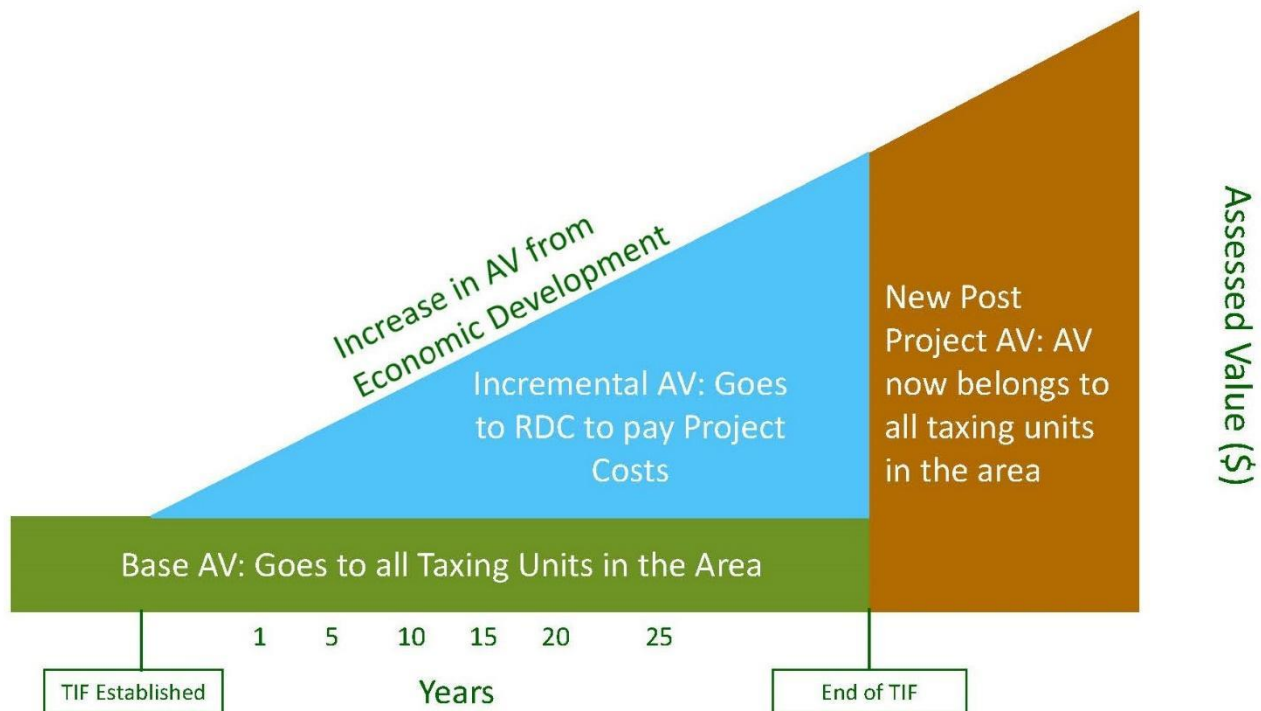 Increase in AV from
Economic Development
Incremental AV: Goes
to RDC to pay Project
Costs
New Post
Project AV: AV
now belongs to
all taxing units
in the area
Assessed Value ($)
Base AV: Goes to all Taxing Units in the Area
1 5 10 15 20 25
TIF Established
Years
End of TIF